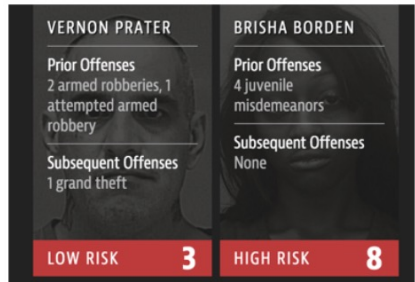 VERNON PRATER
Prior Offenses
2 armed robberies, 1
attempted armed
robbery
Subsequent Offenses
1 grand theft
LOW RISK 3
BRISHA BORDEN
Prior Offenses
4 juvenile
misdemeanors
Subsequent Offenses
None
HIGH RISK 8